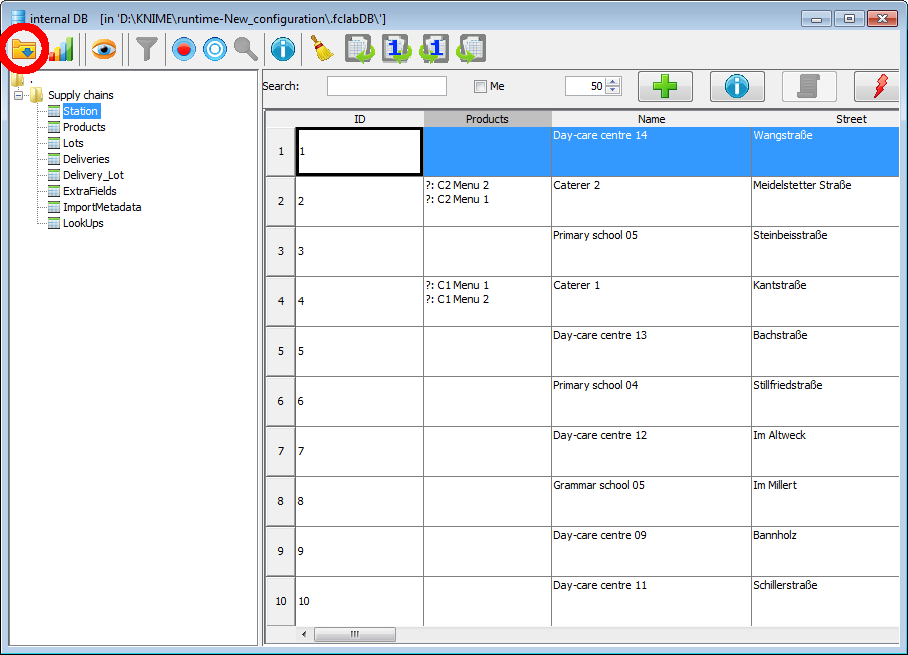 internal DB [in 'D:\KNIME\runtime-New_configuration\.fclabDB\']
1 1
.
Supply chains
Station
Products
Lots
Deliveries
Delivery_Lot
ExtraFields
ImportMetadata
LookUps
Search: Me 50
ID Products Name Street
1 1 Day-care centre 14 Wangstraße
2 2 ?: C2 Menu 2 Caterer 2 Meidelstetter Straße
?: C2 Menu 1
3 3 Primary school 05 Steinbeisstraße
4 4 ?: C1 Menu 1 Caterer 1 Kantstraße
?: C1 Menu 2
5 5 Day-care centre 13 Bachstraße
6 6 Primary school 04 Stillfriedstraße
7 7 Day-care centre 12 Im Altweck
8 8 Grammar school 05 Im Millert
9 9 Day-care centre 09 Bannholz
10 10 Day-care centre 11 Schillerstraße